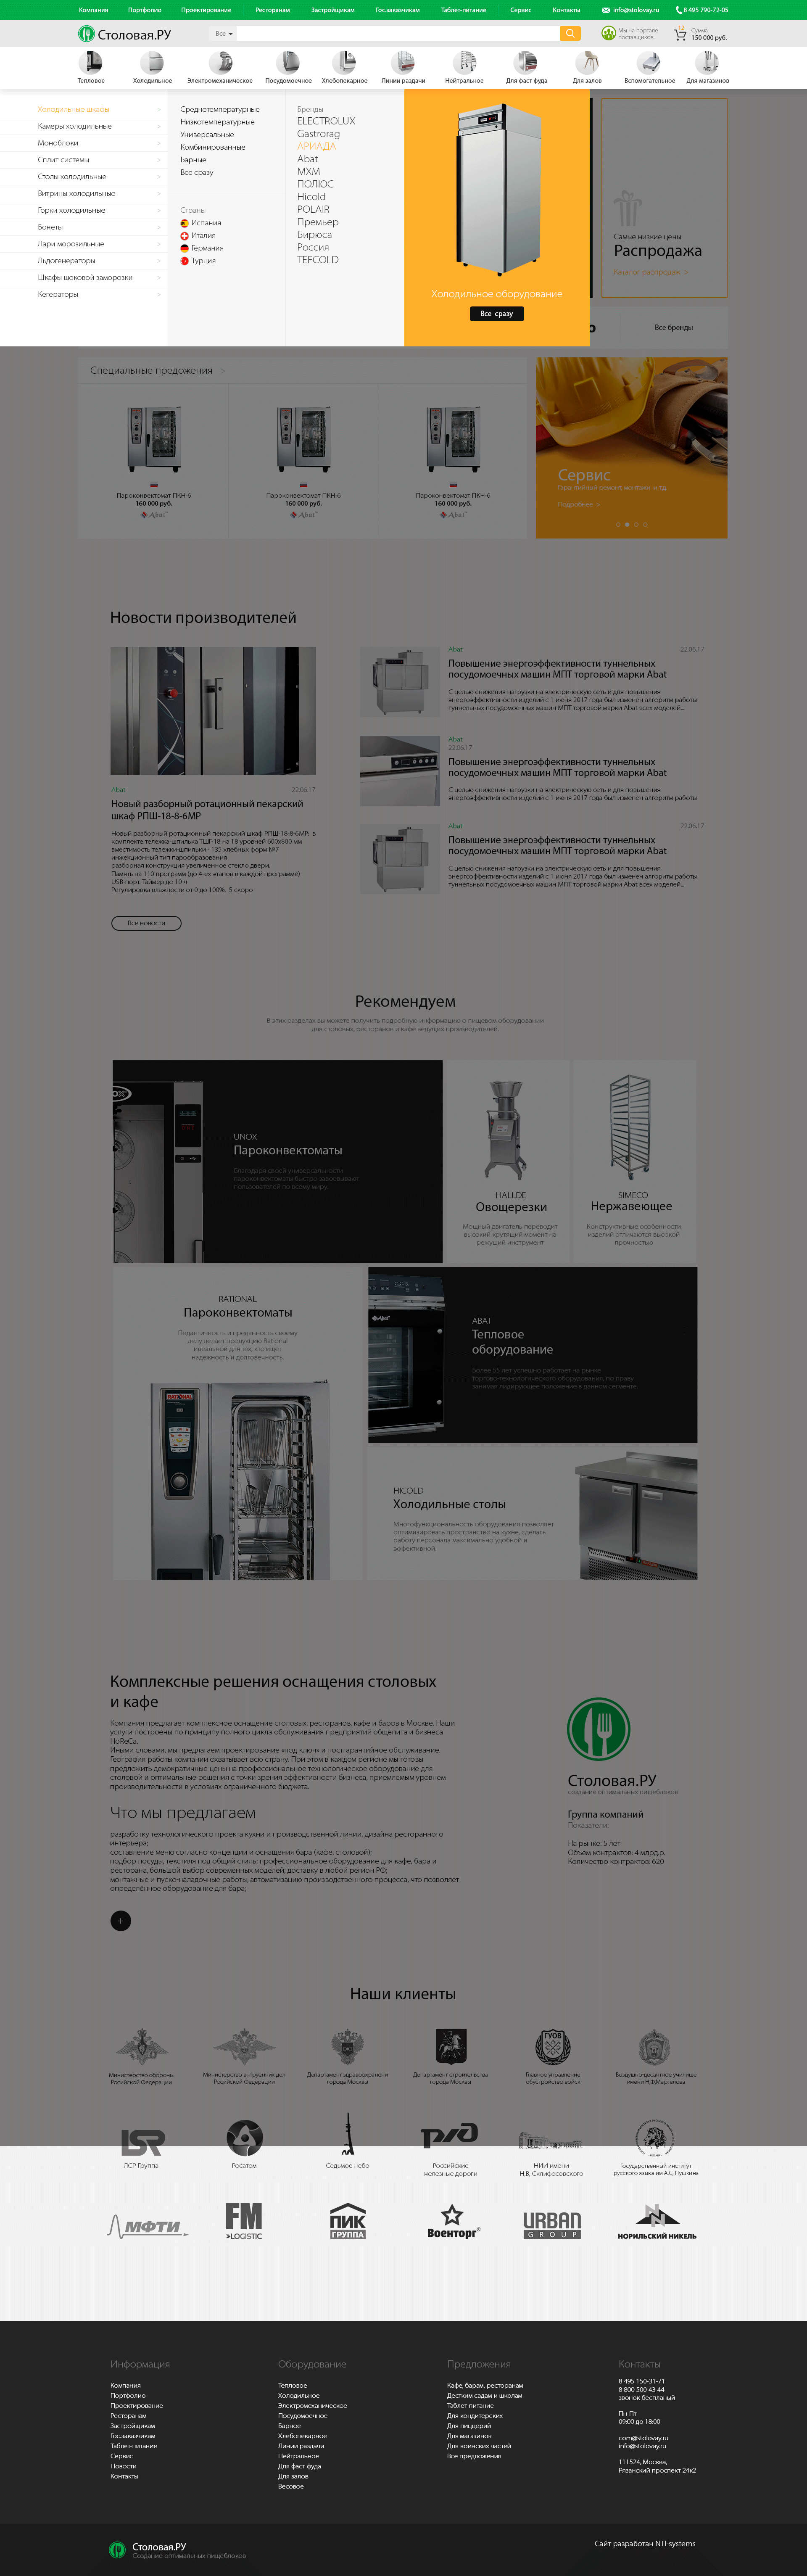 Компания Портфолио Проектирование Ресторанам Застройщикам Гос.заказчикам Таблет-питание Сервис Контакты info@stolovay.ru 8 495 790-72-05
Столовая.РУ
Все
Мы на портале
поставщиков
12
Сумма
150 000 руб.
Тепловое Холодильное Электромеханическое Посудомоечное Хлебопекарное Линии раздачи Нейтральное Для фаст фуда Для залов Вспомогательное Для магазинов
Холодильные шкафы >
Камеры холодильные >
Моноблоки >
Сплит-системы >
Столы холодильные >
Витрины холодильные >
Горки холодильные >
Бонеты >
Лари морозильные >
Льдогенераторы >
Шкафы шоковой заморозки >
Кегераторы >
Среднетемпературные
Низкотемпературные
Универсальные
Комбинированные
Барные
Все сразу
Страны
Испания
Италия
Германия
Турция
Бренды
ELECTROLUX
Gastrorag
АРИАДА
Abat
МХМ
ПОЛЮС
Hicold
POLAIR
Премьер
Бирюса
Россия
TEFCOLD
Холодильное оборудование
Все сразу
Самые низкие цены
Распродажа
Каталог распродаж >
Все бренды
Специальные предожения >
Пароконвектомат ПКН-6
160 000 руб.
Abat
Пароконвектомат ПКН-6
160 000 руб.
Abat
Пароконвектомат ПКН-6
160 000 руб.
Abat
Сервис
Гарантийный ремонт, монтажн. и т.д.
Подробнее >
Новости производителей
Abat 22.06.17
Новый разборный ротационный пекарский
шкаф РПШ-18-8-6МР
Новый разборный ротационный пекарский шкаф РПШ-18-8-6МР: в
комплекте тележка-шпилька ТШГ-18 на 18 уровней 600х800 мм
вместимость тележки-шпильки - 135 хлебных форм №7
инжекционный тип парообразования
разборная конструкция увеличенное стекло двери.
Память на 110 программ (до 4-ех этапов в каждой программе)
USB-порт. Таймер до 10 ч
Регулировка влажности от 0 до 100%. 5 скоро
Все новости
Abat 22.06.17
Повышение энергоэффективности туннельных
посудомоечных машин МПТ торговой марки Abat
С целью снижения нагрузки на электрическую сеть и для повышения
энергоэффективности изделий с 1 июня 2017 года был изменен алгоритм работы
туннельных посудомоечных машин МПТ торговой марки Abat всех моделей...
Abat
22.06.17
Повышение энергоэффективности туннельных
посудомоечных машин МПТ торговой марки Abat
С целью снижения нагрузки на электрическую сеть и для повышения
энергоэффективности изделий с 1 июня 2017 года был изменен алгоритм работы
Abat 22.06.17
Повышение энергоэффективности туннельных
посудомоечных машин МПТ торговой марки Abat
С целью снижения нагрузки на электрическую сеть и для повышения
энергоэффективности изделий с 1 июня 2017 года был изменен алгоритм работы
туннельных посудомоечных машин МПТ торговой марки Abat всех моделей...
Рекомендуем
В этих разделах вы можете получить подробную информацию о пищевом оборудовании
для столовых, ресторанов и кафе ведущих производителей.
UNOX
Пароконвектоматы
Благодаря своей универсальности
пароконвектоматы быстро завоевывают
пользователей по всему миру
HALLDE
Овощерезки
Мощный двигатель переводит
высокий крутящий момент на
режущий инструмент
SIMECO
Нержавеющее
Конструктивные особенности
изделий отличаются высокой
прочностью
RATIONAL
Пароконвектоматы
Педантичность и преданность своему
делу делает продукцию Rational
идеальной для тех, кто ищет
надежность и долговечность.
RATIONAL
Abat
ABAT
Тепловое
оборудование
Более 35 лет успешно работает на рынке
торгово-технологического оборудования, по праву
занимая лидирующее положение в данном сегменте.
HICOLD
Холодильные столы
Многофункциональность оборудования позволяет
оптимизировать пространство на кухне, сделать
работу персонала максимально удобной и
эффективной.
Комплексные решения оснащения столовых
и кафе
Компания предлагает комплексное оснащение столовых, ресторанов, кафе и баров в Москве. Наши
услуги построены по принципу полного цикла обслуживания предприятий общепита и бизнеса
HoReCa.
Иными словами, мы предлагаем проектирование «под ключ» и постгарантийное обслуживание.
География работы компании охватывает всю страну. При этом в каждом регионе мы готовы
предложить демократичные цены на профессиональное технологическое оборудование для
столовой и оптимальные решения с точки зрения эффективности бизнеса, приемлемым уровнем
производительности в условиях ограниченного бюджета.
Что мы предлагаем
разработку технологического проекта кухни и производственной линии, дизайна ресторанного
интерьера;
составление меню согласно концепции и оснащения бара (кафе, столовой);
подбор посуды, текстиля под общий стиль; профессиональное оборудование для кафе, бара и
ресторана, большой выбор современных моделей; доставку в любой регион РФ;
монтажные и пуско-наладочные работы; автоматизацию производственного процесса, что позволяет
определённое оборудование для бара;
+
Столовая.РУ
создание оптимальных пищеблоков
Группа компаний
Показатели:
На рынке: 5 лет
Объем контрактов: 4 млрд.р.
Количество контрактов: 620
Наши клиенты
Министерство обороны
Росийской Федерации
Министерство внтруенних дел
Росийской Федерации
Департамент здравоохранени
города Москвы
Департамент строительства
города Москвы
ГУОВ
Главное управление
обустройство войск
Воздушно-десантное училище
имени Н.Ф.Маргелова
ЛСР Группа
Росатом
Седьмое небо
Российские
железные дороги
НИИ имени
Н.В. Склифосовского
Государственный институт
русского языка им А.С. Пушкина
МФТИ
FM
>LOGISTIC
ПИК
ГРУППА
Военторг
URBAN
GROUP
НОРИЛЬСКИЙ НИКЕЛЬ
Информация
Компания
Портфолио
Проектирование
Ресторанам
Застройщикам
Гос.заказчикам
Таблет-питание
Сервис
Новости
Контакты
Оборудование
Тепловое
Холодильное
Электромеханическое
Посудомоечное
Барное
Хлебопекарное
Линии раздачи
Нейтральное
Для фаст фуда
Для залов
Весовое
Предложения
Кафе, барам, ресторанам
Дестким садам и школам
Таблет-питание
Для кондитерских
Для пиццерий
Для магазинов
Для воинских частей
Все предложения
Контакты
8 495 150-31-71
8 800 500 43 44
звонок беспланый
Пн-Пт
09:00 до 18:00
com@stolovay.ru
info@stolovay.ru
111524, Москва,
Рязанский проспект 24к2
Столовая.РУ
Создание оптимальных пищеблоков
Сайт разработан NTI-systems